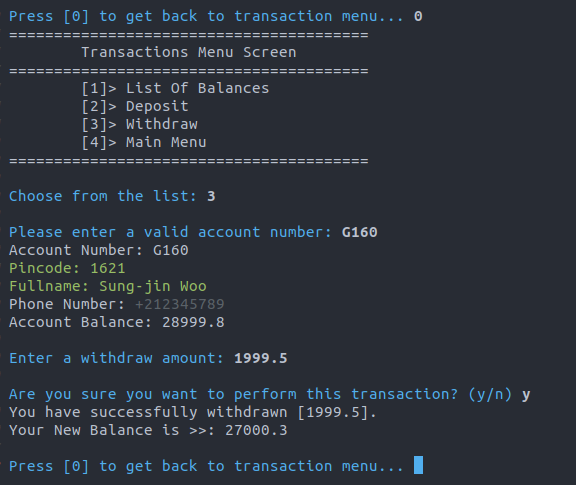 Press [0] to get back to transaction menu... 0
========================================
Transactions Menu Screen
========================================
[1]> List Of Balances
[2]> Deposit
[3]> Withdraw
[4]> Main Menu
========================================
Choose from the list: 3
Please enter a valid account number: G160
Account Number: G160
Pincode: 1621
Fullname: Sung-jin Woo
Phone Number: +212345789
Account Balance: 28999.8
Enter a withdraw amount: 1999.5
Are you sure you want to perform this transaction? (y/n) y
You have successfully withdrawn [1999.5].
Your New Balance is >>: 27000.3
Press [0] to get back to transaction menu...